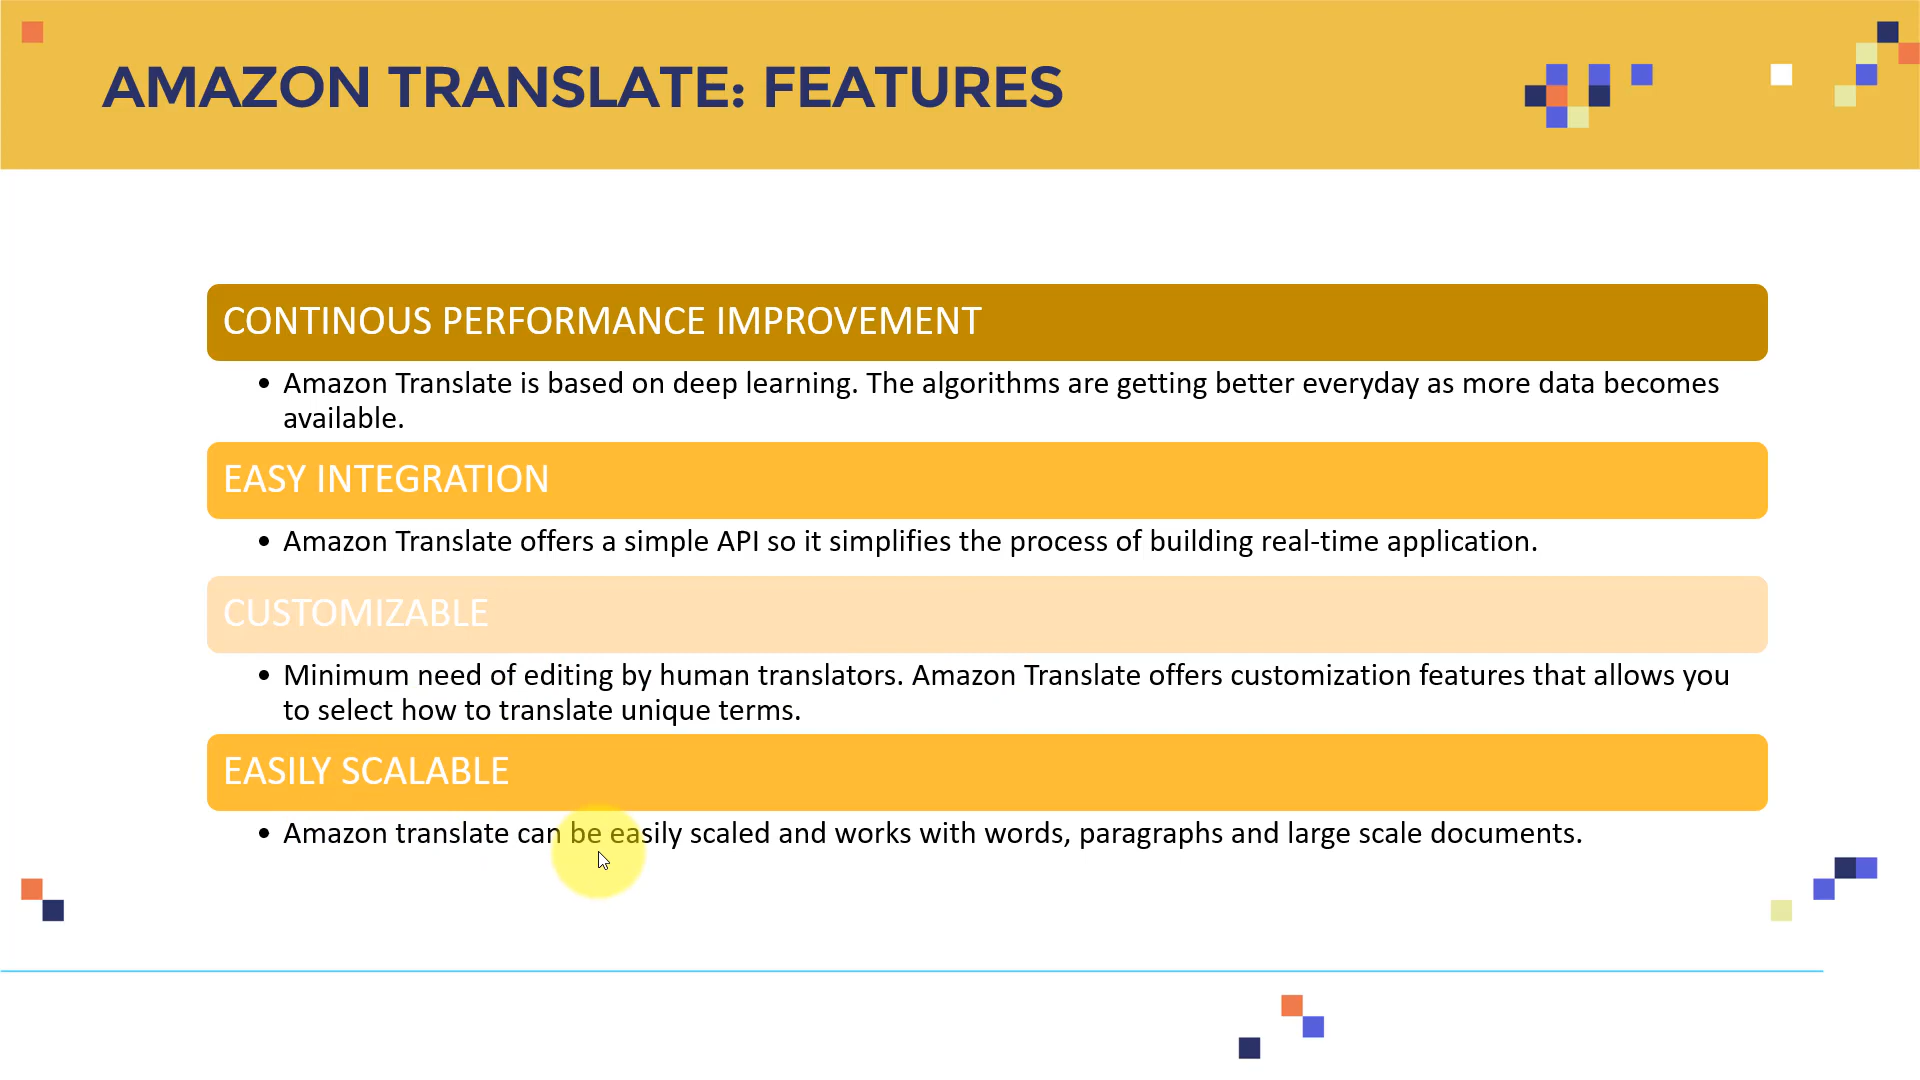 AMAZON TRANSLATE: FEATURES
CONTINOUS PERFORMANCE IMPROVEMENT
• Amazon Translate is based on deep learning. The algorithms are getting better everyday as more data becomes
available.
EASY INTEGRATION
• Amazon Translate offers a simple API so it simplifies the process of building real-time application.
CUSTOMIZABLE
• Minimum need of editing by human translators. Amazon Translate offers customization features that allows you
to select how to translate unique terms.
EASILY SCALABLE
• Amazon translate can be easily scaled and works with words, paragraphs and large scale documents.